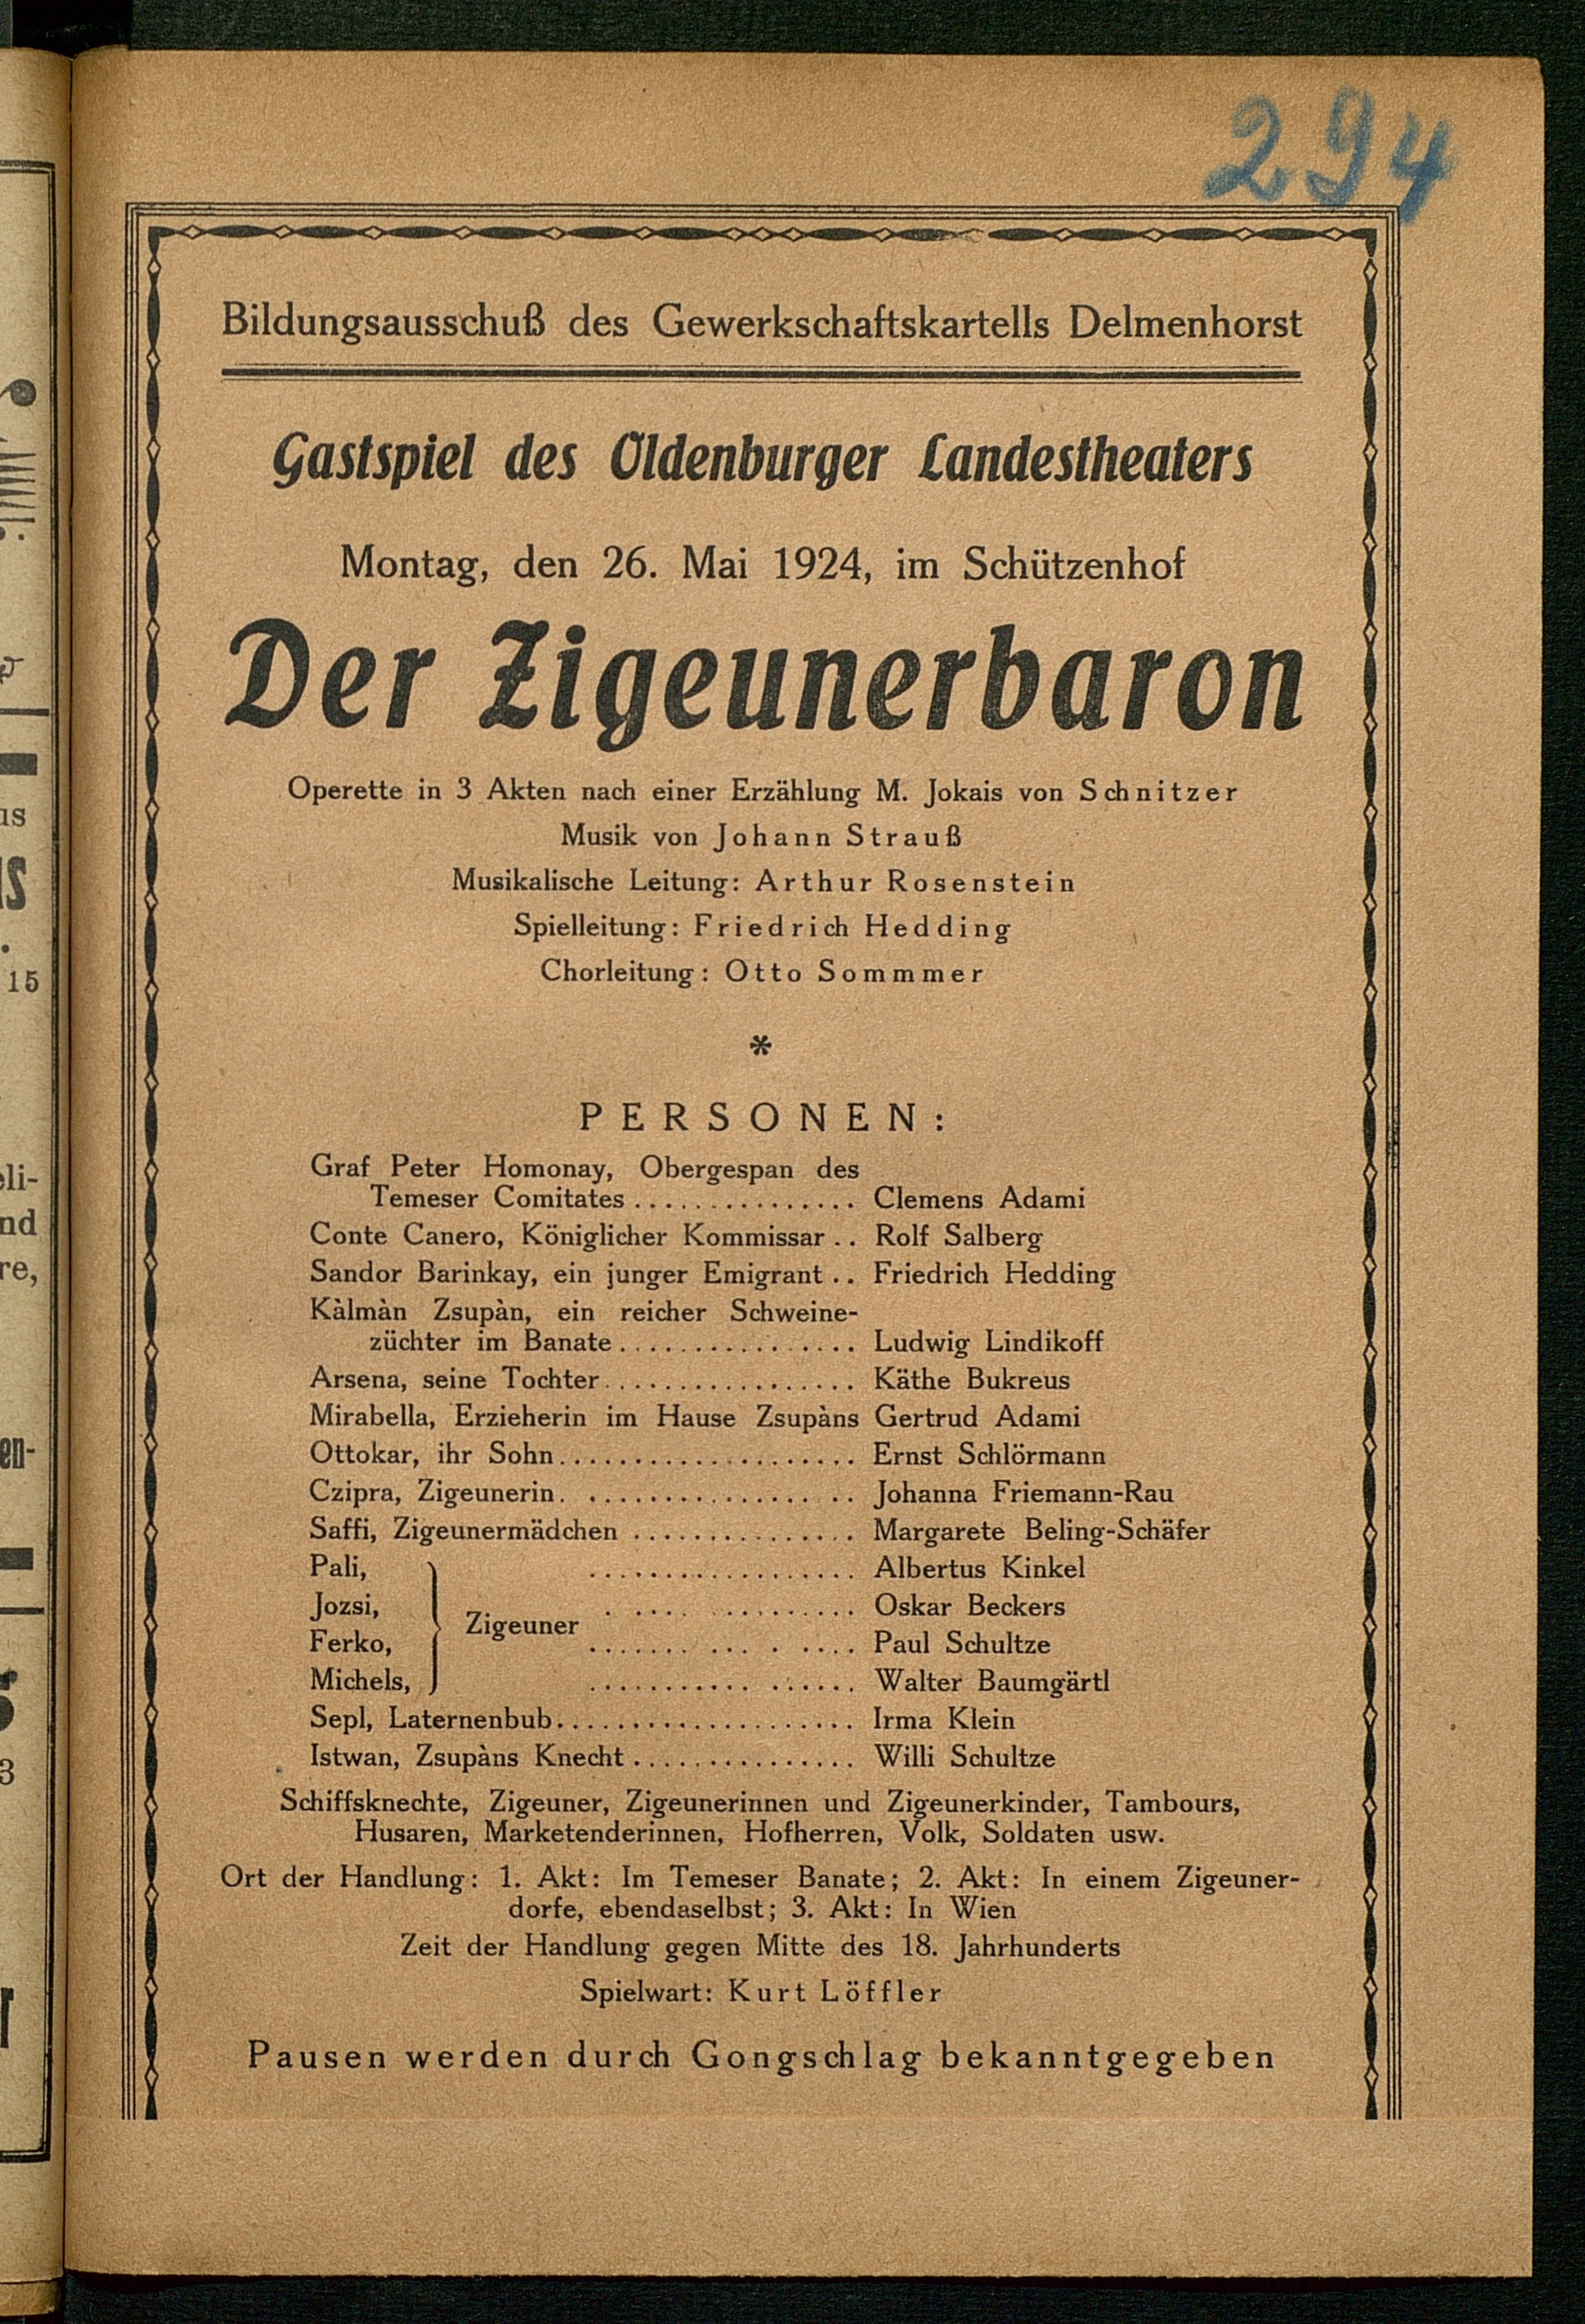 294
Bildungsausschuß des Gewerkschaftskartells Delmenhorst
Gastspiel des Oldenburger Landestheaters
Montag, den 26. Mai 1924, im Schützenhof
Der Zigeunerbaron
Operette in 3 Akten nach einer Erzählung M. Jokais von Schnitzer
Musik von Johann Strauß
Musikalische Leitung: Arthur Rosenstein
Spielleitung: Friedrich Hedding
Chorleitung: Otto Sommmer
*
PERSONEN:
Graf Peter Homonay, Obergespan des
Temeser Comitates ............... Clemens Adami
Conte Canero, Königlicher Kommissar .. Rolf Salberg
Sandor Barinkay, ein junger Emigrant .. Friedrich Hedding
Kàlmàn Zsupàn, ein reicher Schweine-
züchter im Banate ................ Ludwig Lindikoff
Arsena, seine Tochter ................. Käthe Bukreus
Mirabella, Erzieherin im Hause Zsupàns Gertrud Adami
Ottokar, ihr Sohn .................... Ernst Schlörmann
Czipra, Zigeunerin .................. Johanna Friemann-Rau
Saffi, Zigeunermädchen ............... Margarete Beling-Schäfer
Pali, .................. Albertus Kinkel
Jozsi, ................ Oskar Beckers
Zigeuner
Ferko, ................ Paul Schultze
Michels, ................. Walter Baumgärtl
Sepl, Laternenbub .................... Irma Klein
Istwan, Zsupàns Knecht ............... Willi Schultze
Schiffsknechte, Zigeuner, Zigeunerinnen und Zigeunerkinder, Tambours,
Husaren, Marketenderinnen, Hofherren, Volk, Soldaten usw.
Ort der Handlung: 1. Akt: Im Temeser Banate; 2. Akt: In einem Zigeuner-
dorfe, ebendaselbst; 3. Akt: In Wien
Zeit der Handlung gegen Mitte des 18. Jahrhunderts
Spielwart: Kurt Löffler
Pausen werden durch Gongschlag bekanntgegeben